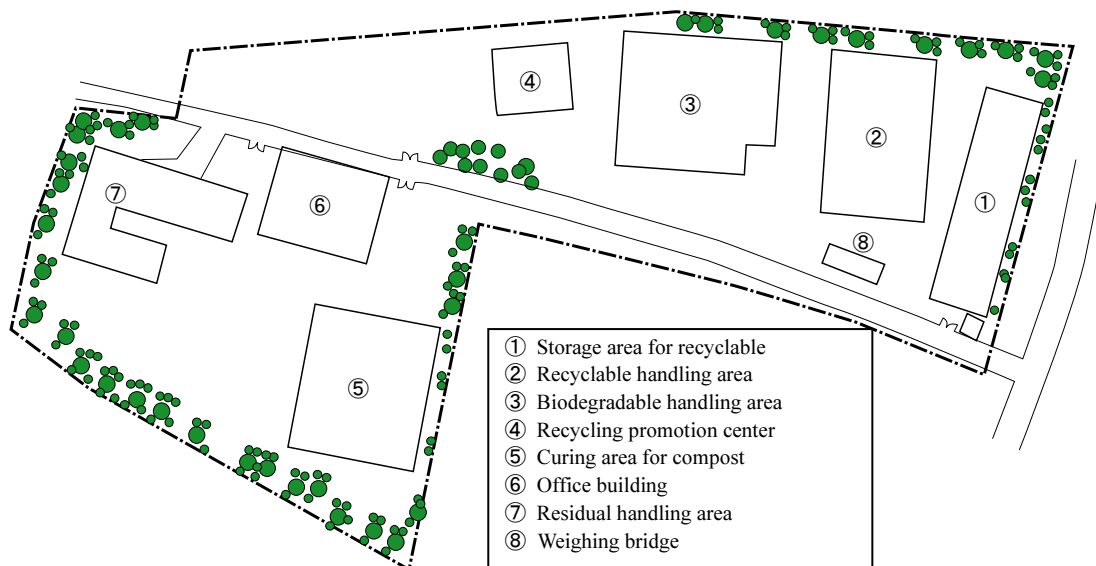 ④
③
②
①
⑦
⑥
⑧
⑤
① Storage area for recyclable
② Recyclable handling area
③ Biodegradable handling area
④ Recycling promotion center
⑤ Curing area for compost
⑥ Office building
⑦ Residual handling area
⑧ Weighing bridge